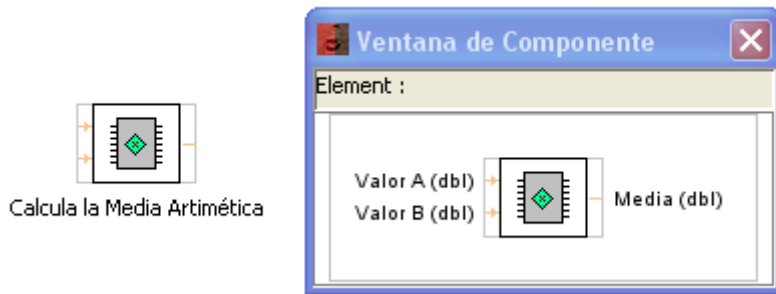 Calcula la Media Artimética
Ventana de Componente
Element :
Valor A (dbl)
Valor B (dbl)
Media (dbl)